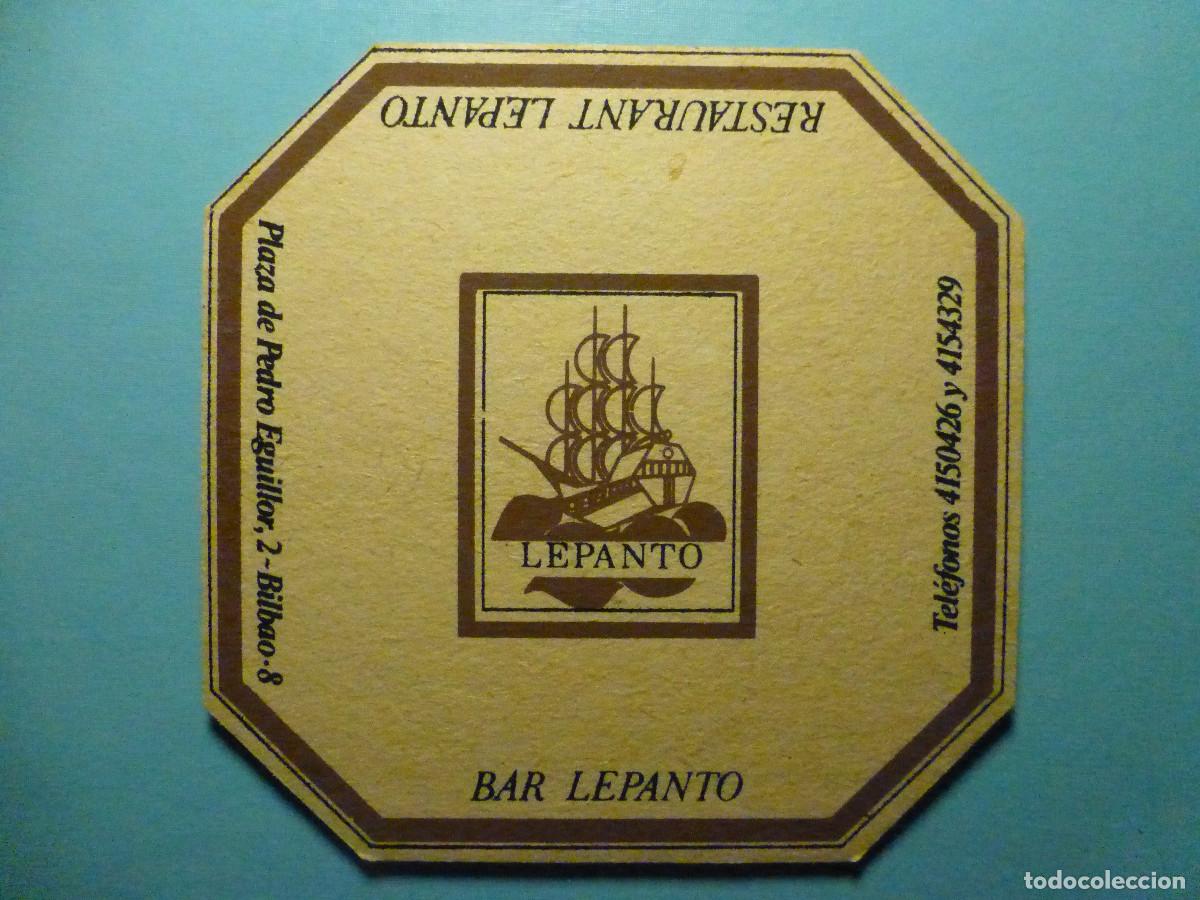 RESTAURANT LEPANTO
Plaza de Pedro Eguillor, 2-Bilbao·8
Teléfonos 4150426 y 4154329
LEPANTO
BAR LEPANTO
todocoleccion